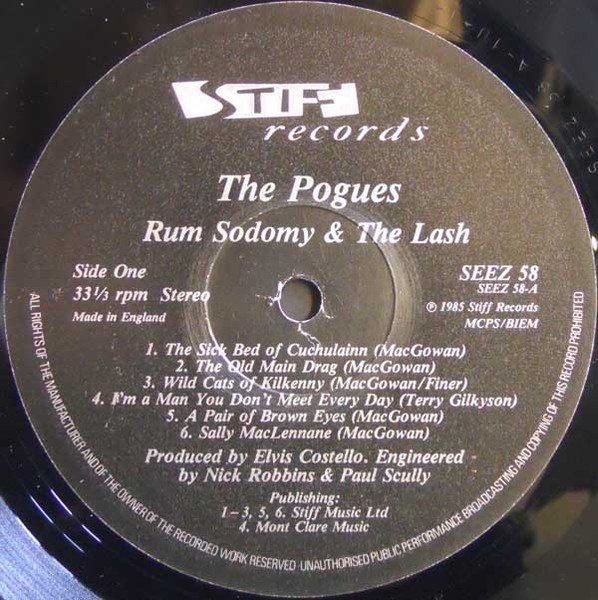 STIFF
records
The Pogues
Rum Sodomy & The Lash
Side One
33⅓ rpm Stereo
Made in England
SEEZ 58
SEEZ 58-A
℗ 1985 Stiff Records
MCPS/BIEM
1. The Sick Bed of Cuchulainn (MacGowan)
2. The Old Main Drag (MacGowan)
3. Wild Cats of Kilkenny (MacGowan/Finer)
4. I'm a Man You Don't Meet Every Day (Terry Gilkyson)
5. A Pair of Brown Eyes (MacGowan)
6. Sally MacLennane (MacGowan)
Produced by Elvis Costello. Engineered
by Nick Robbins & Paul Scully
Publishing:
1–3, 5, 6. Stiff Music Ltd
4. Mont Clare Music
ALL RIGHTS OF THE MANUFACTURER AND OF THE OWNER OF THE RECORDED WORK RESERVED · UNAUTHORISED PUBLIC PERFORMANCE BROADCASTING AND COPYING OF THIS RECORD PROHIBITED